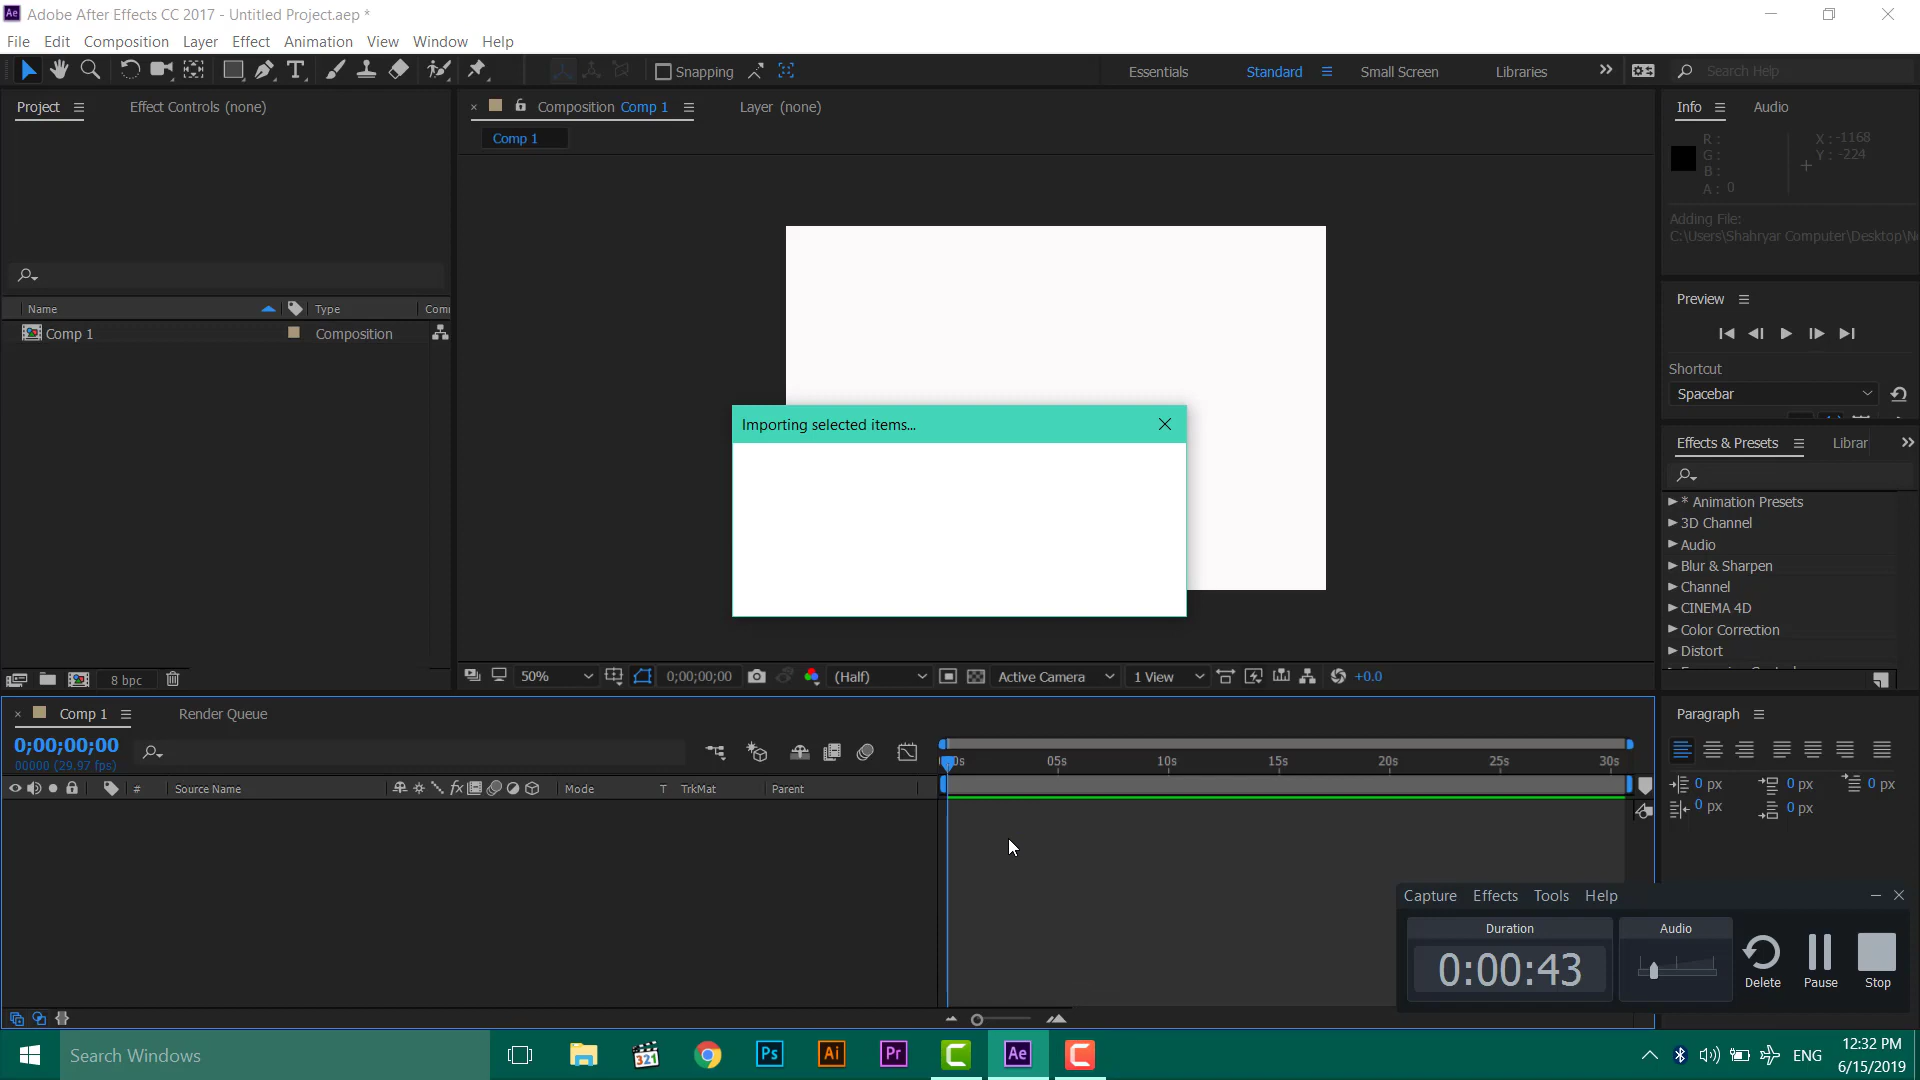 Adobe After Effects CC 2017 - Untitled Project.aep *
File Edit Composition Layer Effect Animation View Window Help
Snapping
Essentials Standard Small Screen Libraries
Search Help
Project
Effect Controls (none)
Composition Comp 1
Layer (none)
Comp 1
Info Audio
R :
G :
B :
A : 0
X : -1168
Y : -224
Adding File:
C:\Users\Shahryar Computer\Desktop\N
Name Type
Comp 1 Composition
Importing selected items...
Preview
Shortcut
Spacebar
Effects & Presets
Librar
* Animation Presets
3D Channel
Audio
Blur & Sharpen
Channel
CINEMA 4D
Color Correction
Distort
8 bpc
50% 0;00;00;00 (Half) Active Camera 1 View +0.0
Comp 1
Render Queue
0;00;00;00
00000 (29.97 fps)
05s 10s 15s 20s 25s 30s
# Source Name Mode T TrkMat Parent
Paragraph
0 px 0 px 0 px
0 px 0 px
Capture Effects Tools Help
Duration
0:00:43
Audio
Delete Pause Stop
Search Windows
321
Ps Ai Pr Ae
ENG
12:32 PM
6/15/2019